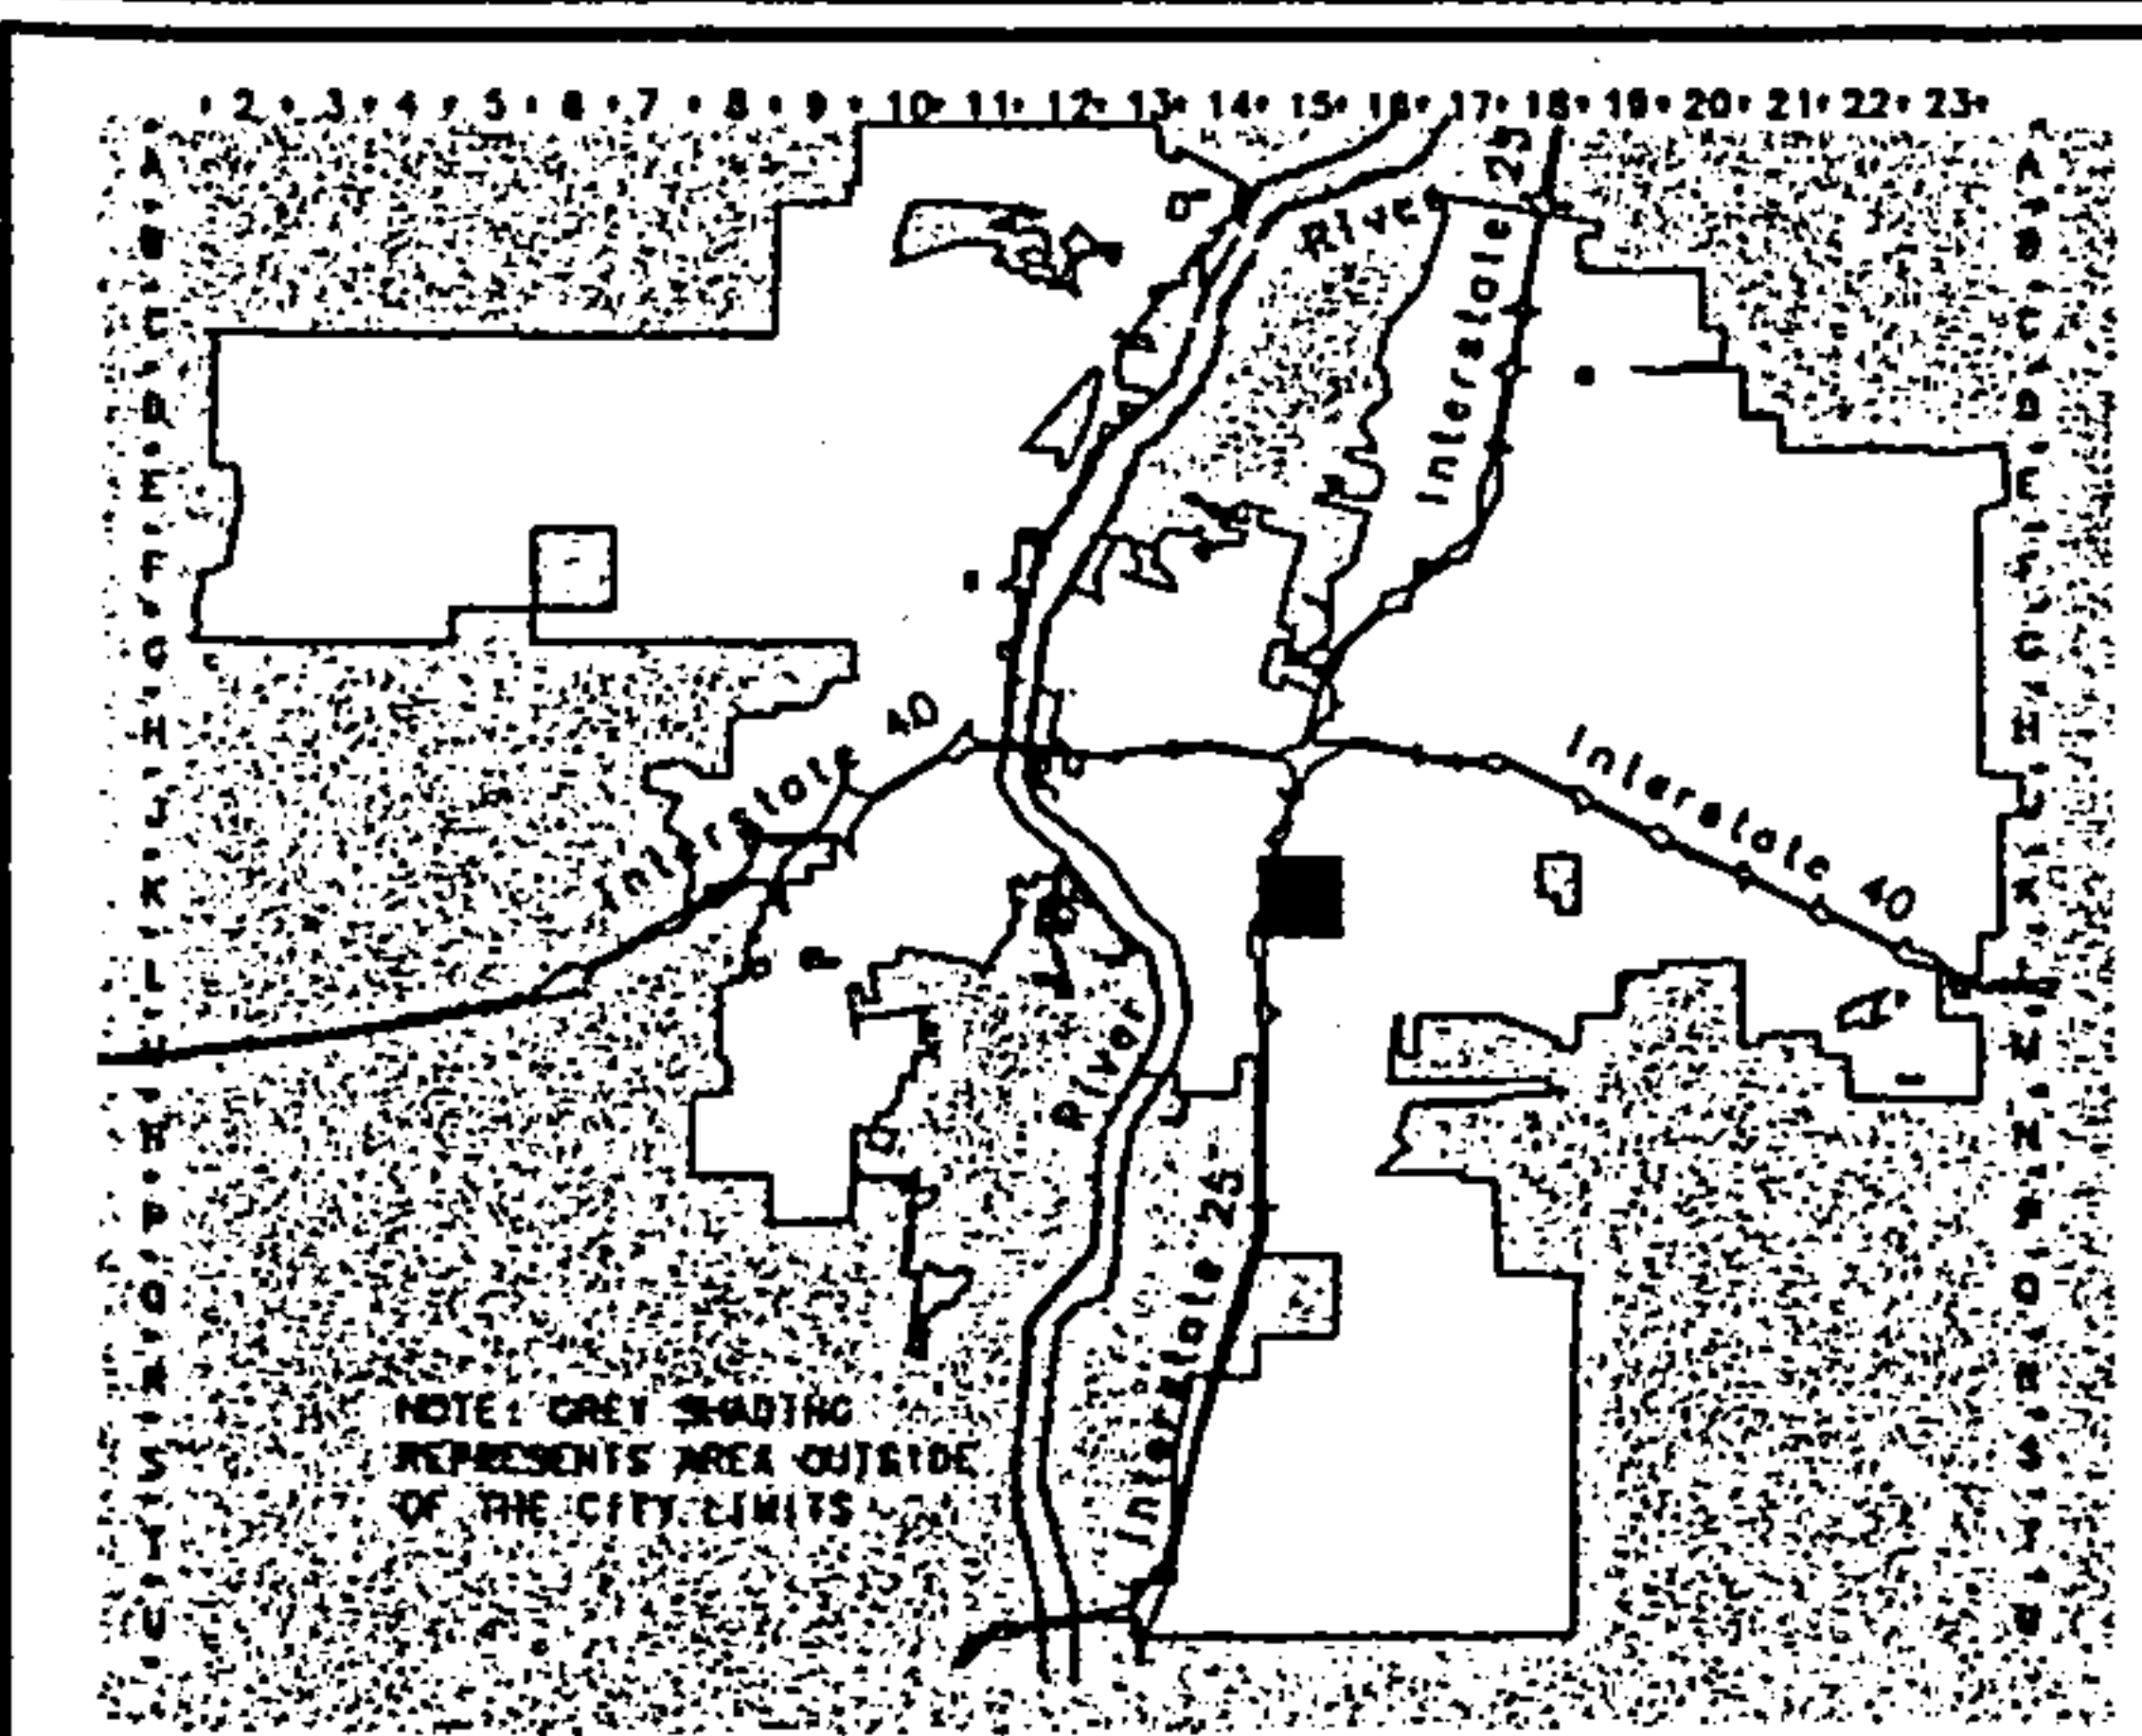 2 3 4 5 6 7 8 9 10 11 12 13 14 15 16 17 18 19 20 21 22 23
A A
B B
C C
D D
E E
F F
G G
H H
J J
K K
L L
M M
N N
P P
Q Q
R R
S S
T T
U U
River
Interstate 25
Interstate 40
Interstate 40
River
Interstate 25
NOTE: GREY SHADING
REPRESENTS AREA OUTSIDE
OF THE CITY LIMITS